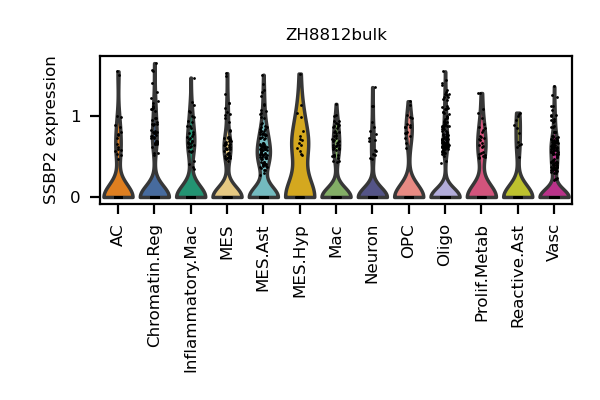 ZH8812bulk
SSBP2 expression
1
0
AC
Chromatin.Reg
Inflammatory.Mac
MES
MES.Ast
MES.Hyp
Mac
Neuron
OPC
Oligo
Prolif.Metab
Reactive.Ast
Vasc